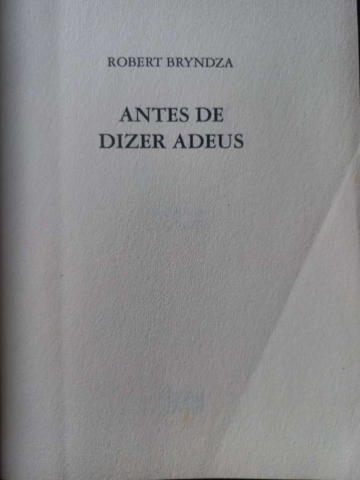 ROBERT BRYNDZA
ANTES DE
DIZER ADEUS